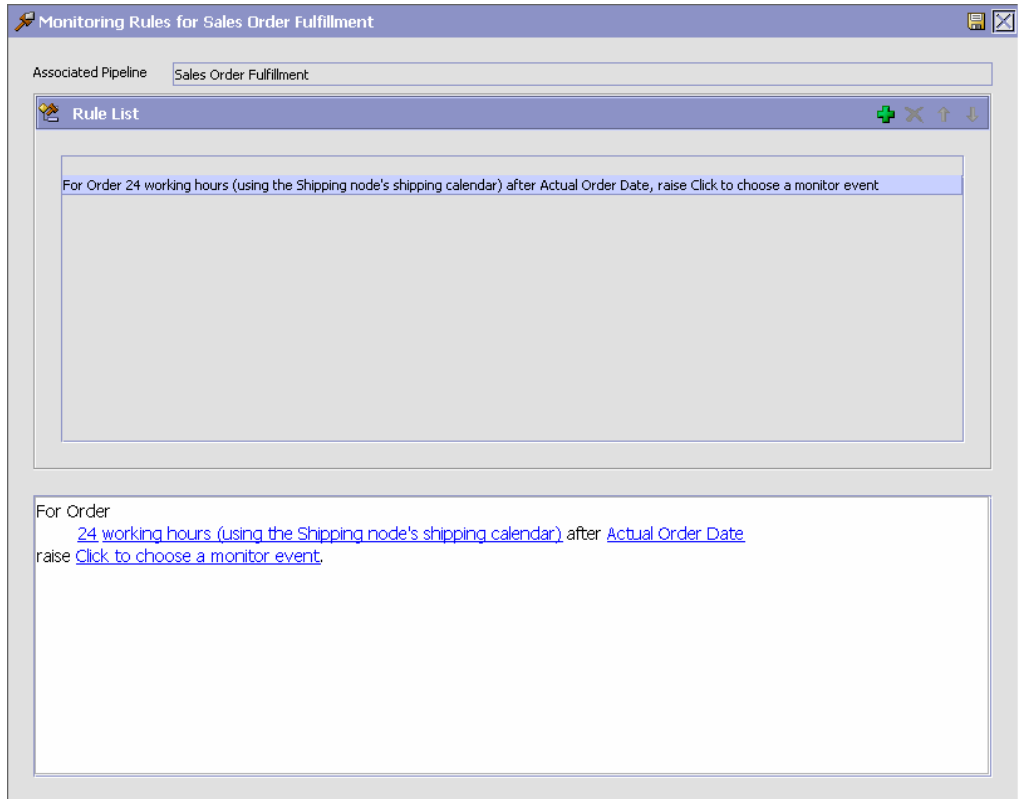 Monitoring Rules for Sales Order Fulfillment
Associated Pipeline Sales Order Fulfillment
Rule List
For Order 24 working hours (using the Shipping node's shipping calendar) after Actual Order Date, raise Click to choose a monitor event
For Order
24 working hours (using the Shipping node's shipping calendar) after Actual Order Date
raise Click to choose a monitor event.